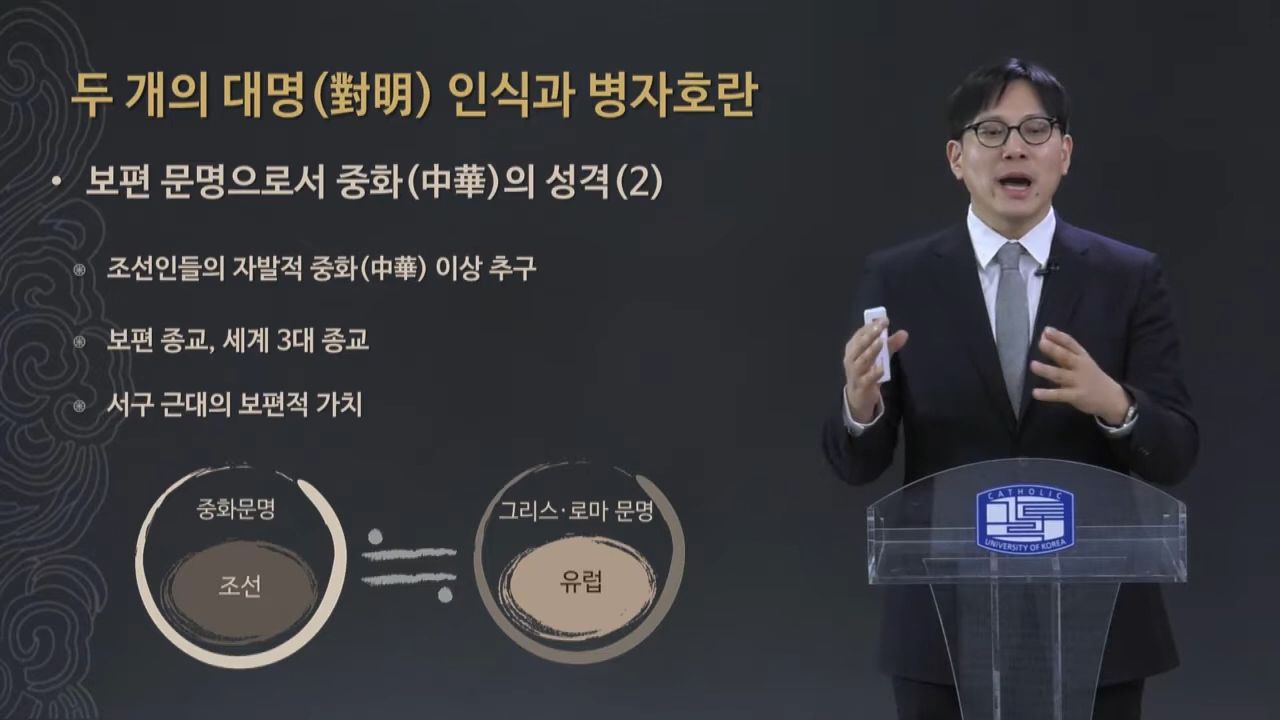 두 개의 대명(對明) 인식과 병자호란
• 보편 문명으로서 중화(中華)의 성격(2)
조선인들의 자발적 중화(中華) 이상 추구
보편 종교, 세계 3대 종교
서구 근대의 보편적 가치
중화문명
조선
그리스·로마 문명
유럽
CATHOLIC
UNIVERSITY OF KOREA